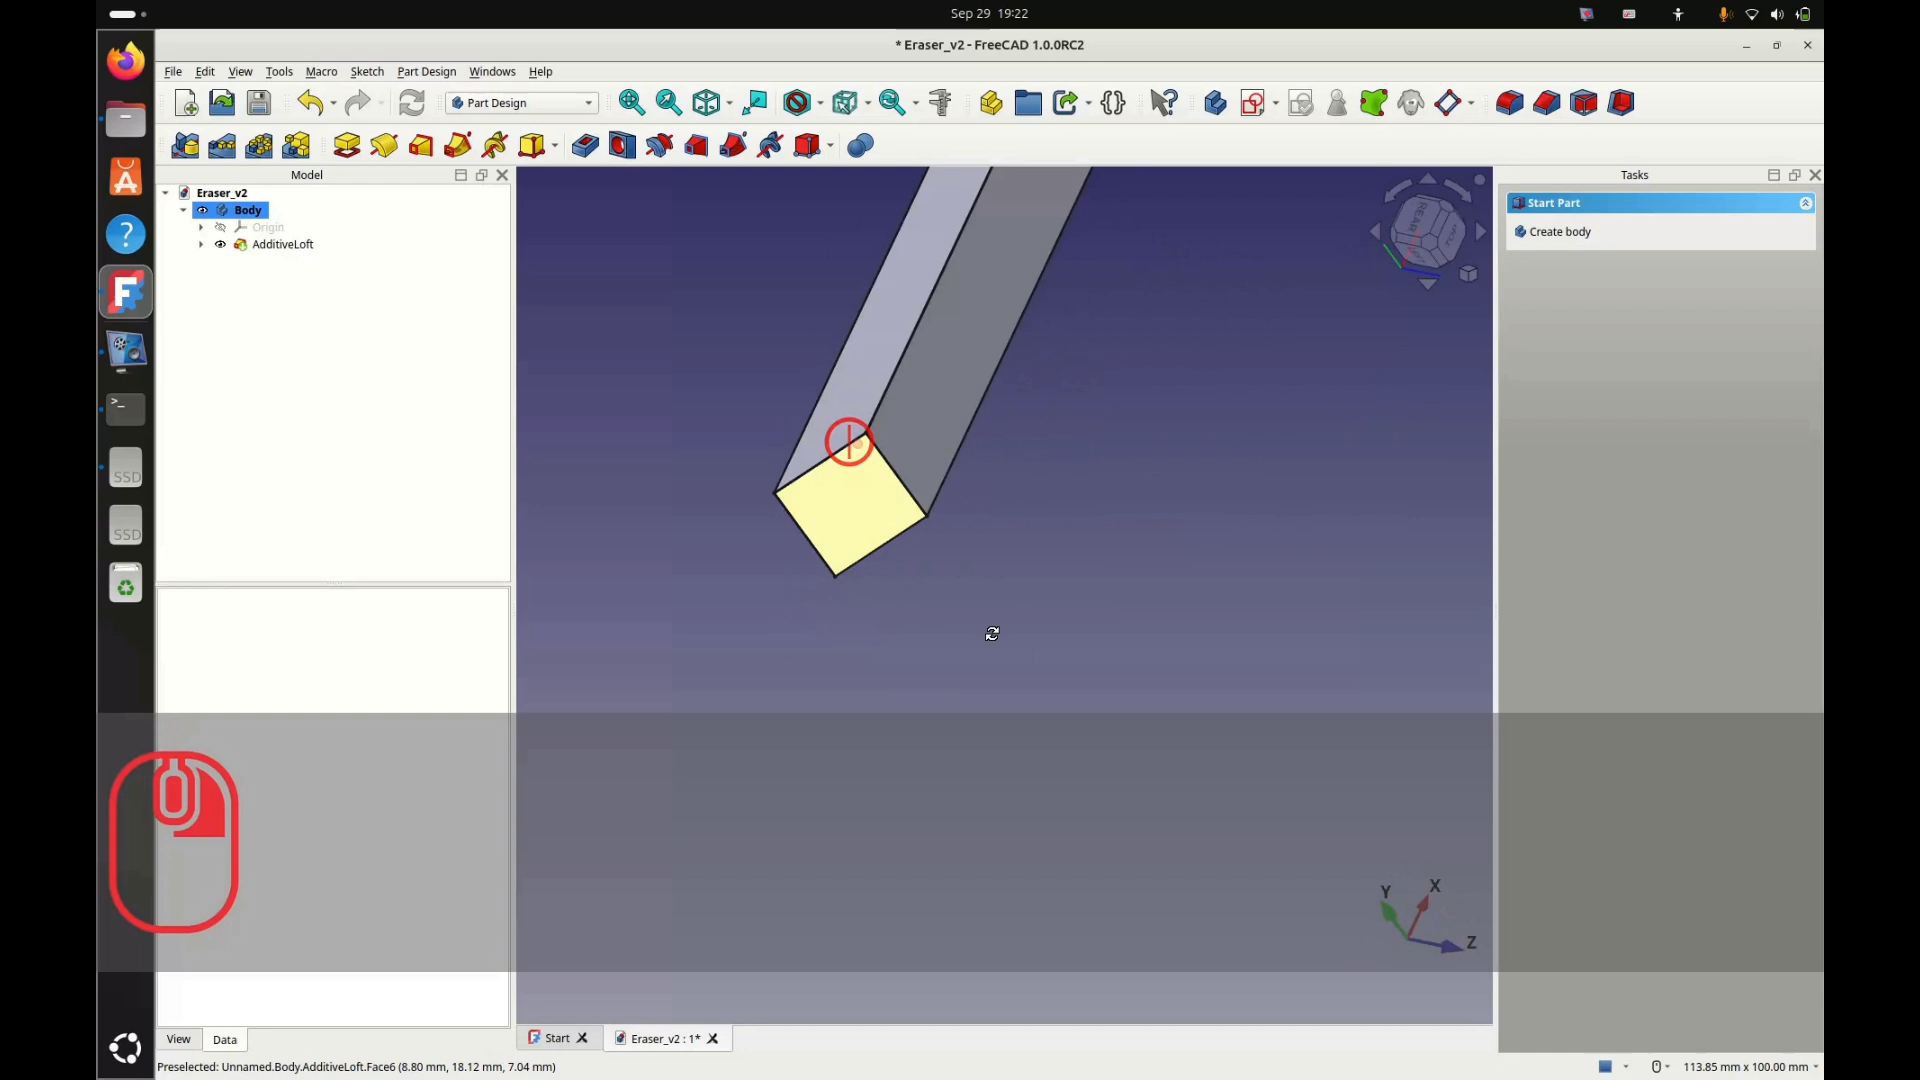 Sep 29 19:22
* Eraser_v2 - FreeCAD 1.0.0RC2
File Edit View Tools Macro Sketch Part Design Windows Help
Part Design
Model
Tasks
Eraser_v2
Body
Origin
AdditiveLoft
Start Part
Create body
REAR
TOP
Y
X
Z
SSD
SSD
View
Data
Start
Eraser_v2 : 1*
Preselected: Unnamed.Body.AdditiveLoft.Face6 (8.80 mm, 18.12 mm, 7.04 mm)
113.85 mm x 100.00 mm